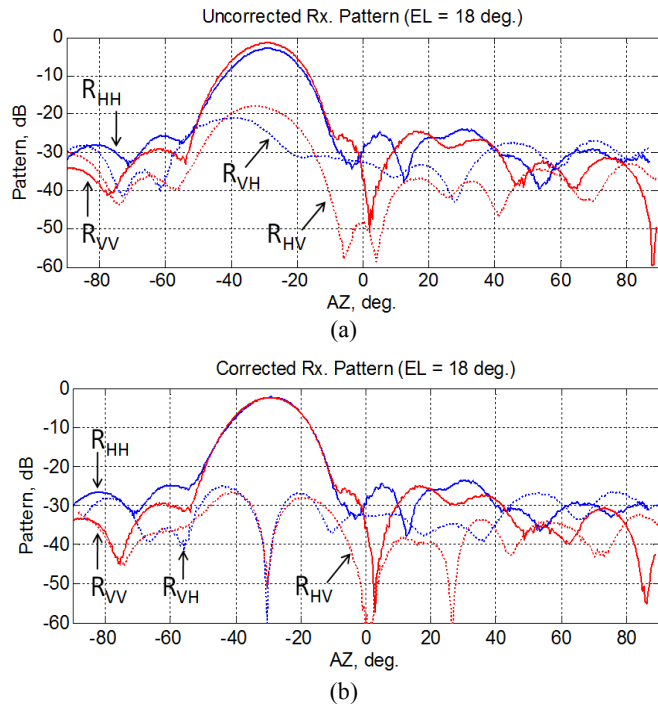 Uncorrected Rx. Pattern (EL = 18 deg.)
0
-10
-20
-30
-40
-50
-60
Pattern, dB
R_HH
R_VH
R_VV
R_HV
-80 -60 -40 -20 0 20 40 60 80
AZ, deg.
(a)
Corrected Rx. Pattern (EL = 18 deg.)
0
-10
-20
-30
-40
-50
-60
Pattern, dB
R_HH
R_VV
R_VH
R_HV
-80 -60 -40 -20 0 20 40 60 80
AZ, deg.
(b)